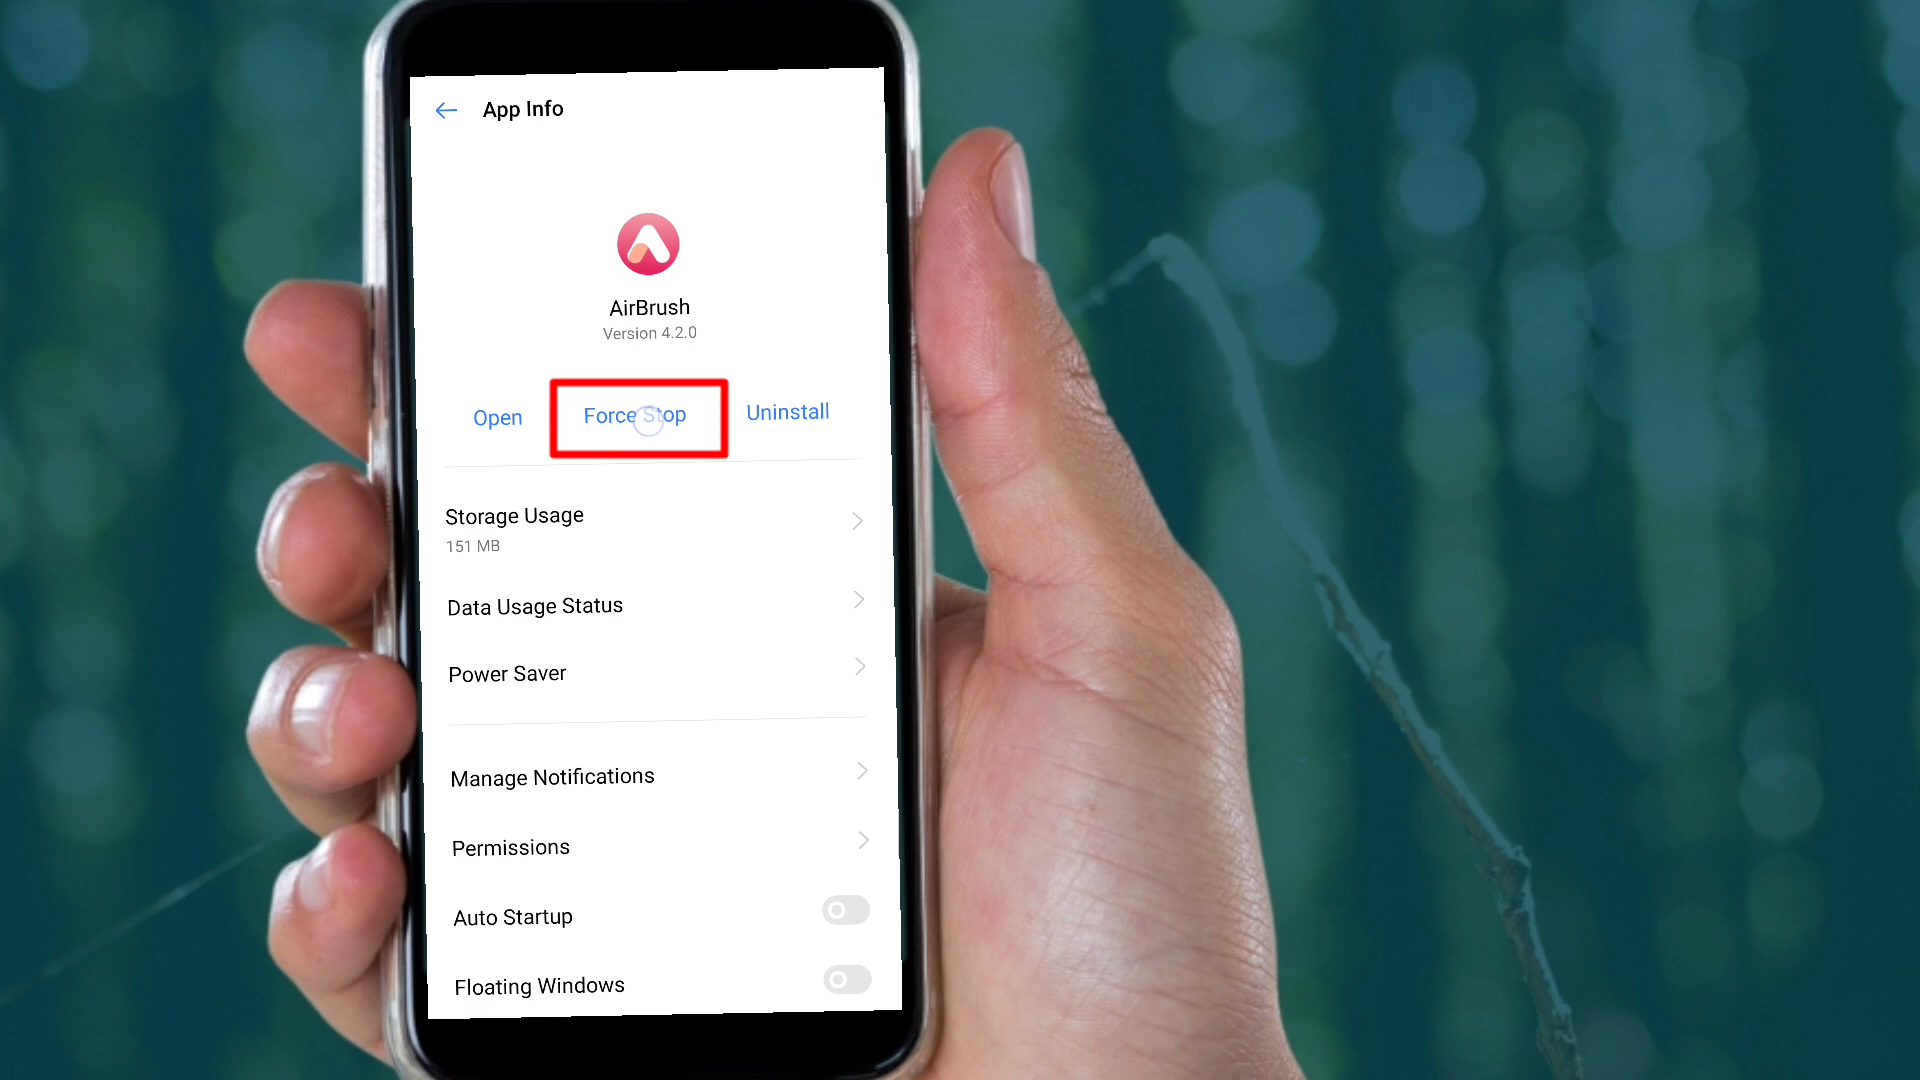 App Info
AirBrush
Version 4.2.0
Open Force Stop Uninstall
Storage Usage
151 MB
Data Usage Status
Power Saver
Manage Notifications
Permissions
Auto Startup
Floating Windows